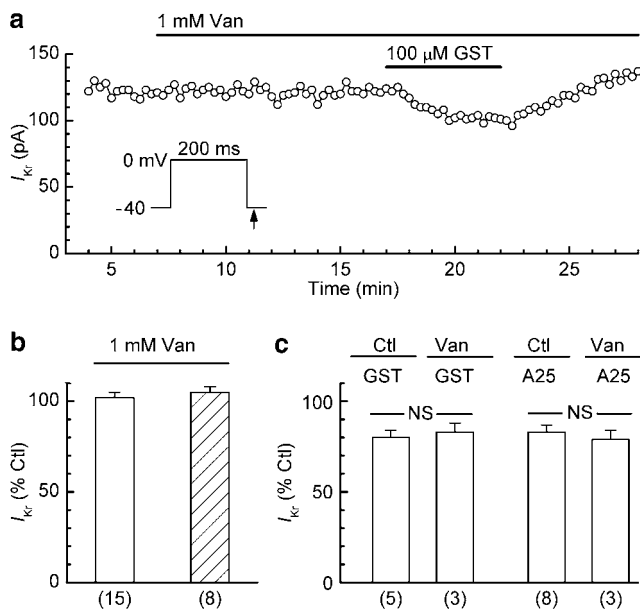 a
1 mM Van
100 μM GST
150
100
50
0
I_Kr (pA)
0 mV
200 ms
-40
5
10
15
20
25
Time (min)
b
1 mM Van
100
50
0
I_Kr (% Ctl)
(15)
(8)
c
Ctl
Van
Ctl
Van
GST
GST
A25
A25
NS
NS
100
50
0
I_Kr (% Ctl)
(5)
(3)
(8)
(3)